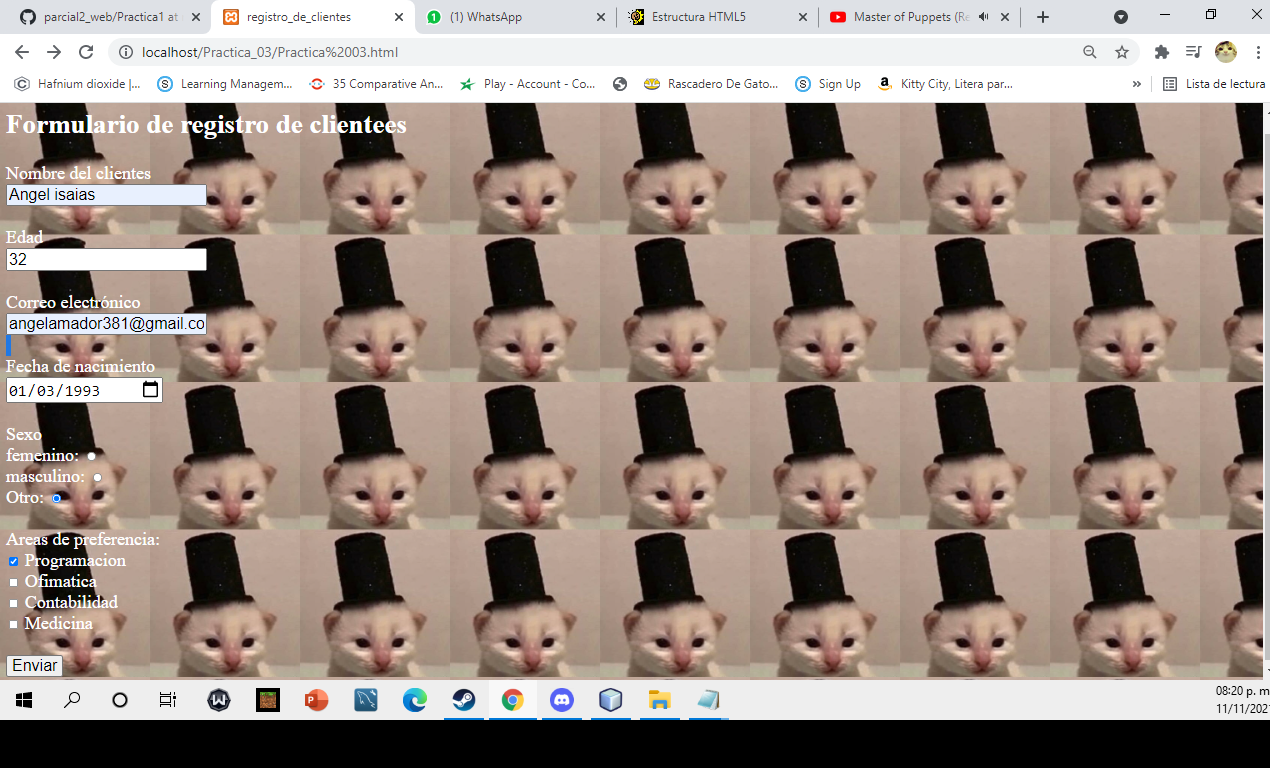 parcial2_web/Practica1 at
registro_de_clientes
(1) WhatsApp
Estructura HTML5
Master of Puppets (Re
localhost/Practica_03/Practica%2003.html
Hafnium dioxide |...
Learning Managem...
35 Comparative An...
Play - Account - Co...
Rascadero De Gato...
Sign Up
Kitty City, Litera par...
»
Lista de lectura
Formulario de registro de clientees
Nombre del clientes
Angel isaias
Edad
32
Correo electrónico
angelamador381@gmail.co
Fecha de nacimiento
01/03/1993
Sexo
femenino:
masculino:
Otro:
Areas de preferencia:
Programacion
Ofimatica
Contabilidad
Medicina
Enviar
08:20 p. m
11/11/202